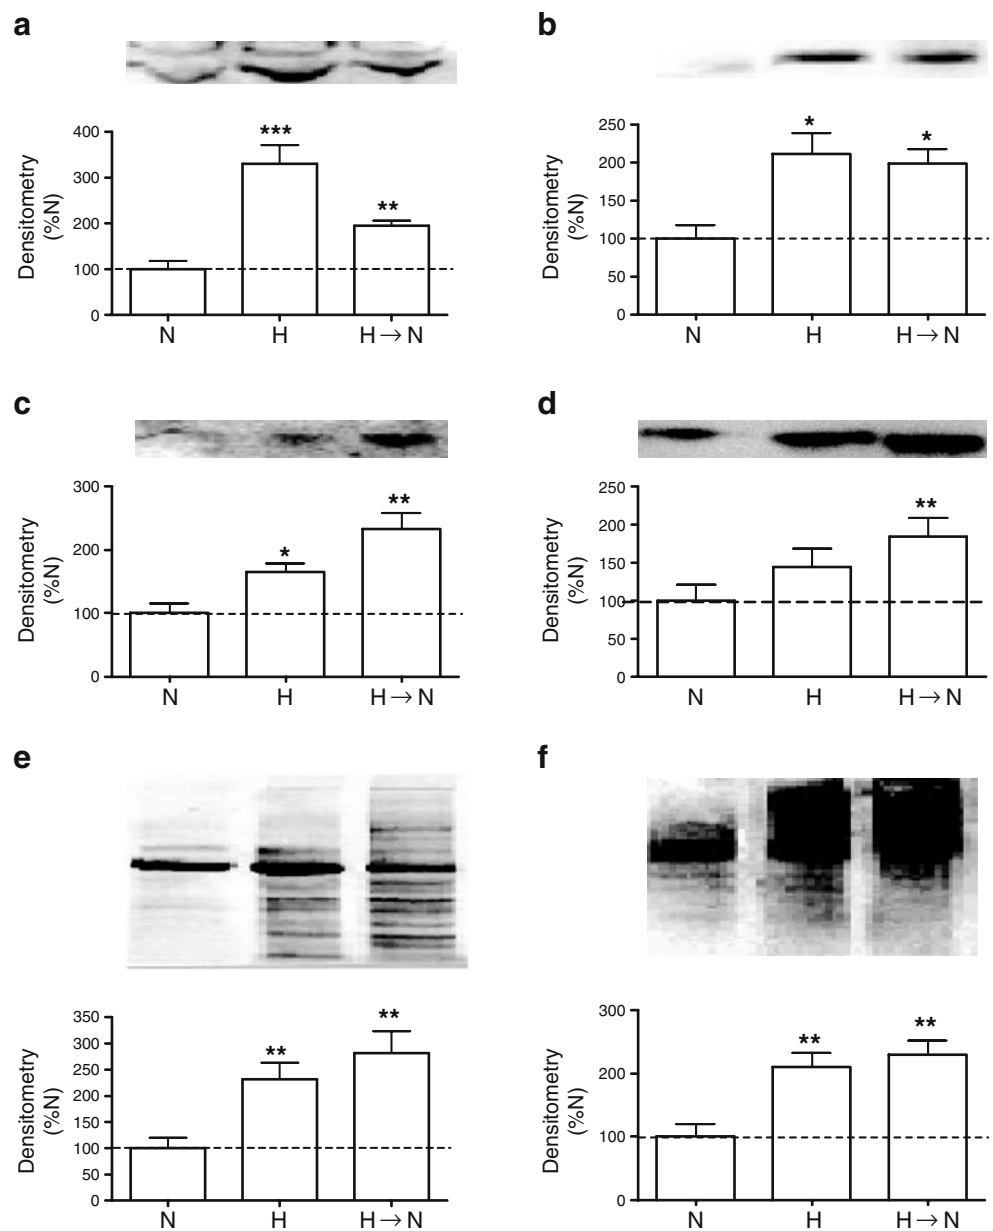 a
Densitometry
(%N)
400
300
200
100
0
***
**
N H H → N
b
Densitometry
(%N)
250
200
150
100
50
0
*
*
N H H → N
c
Densitometry
(%N)
300
200
100
0
*
**
N H H → N
d
Densitometry
(%N)
250
200
150
100
50
0
**
N H H → N
e
Densitometry
(%N)
350
300
250
200
150
100
50
0
**
**
N H H → N
f
Densitometry
(%N)
300
200
100
0
**
**
N H H → N